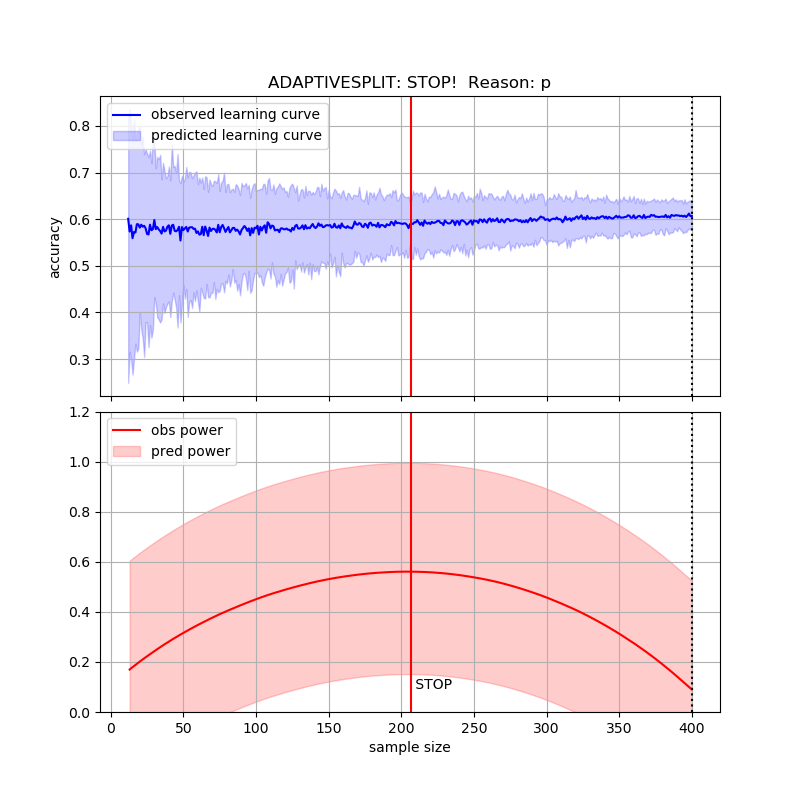 ADAPTIVESPLIT: STOP!  Reason: p
observed learning curve
predicted learning curve
0.8
0.7
0.6
0.5
0.4
0.3
accuracy
obs power
pred power
1.2
1.0
0.8
0.6
0.4
0.2
0.0
STOP
0 50 100 150 200 250 300 350 400
sample size